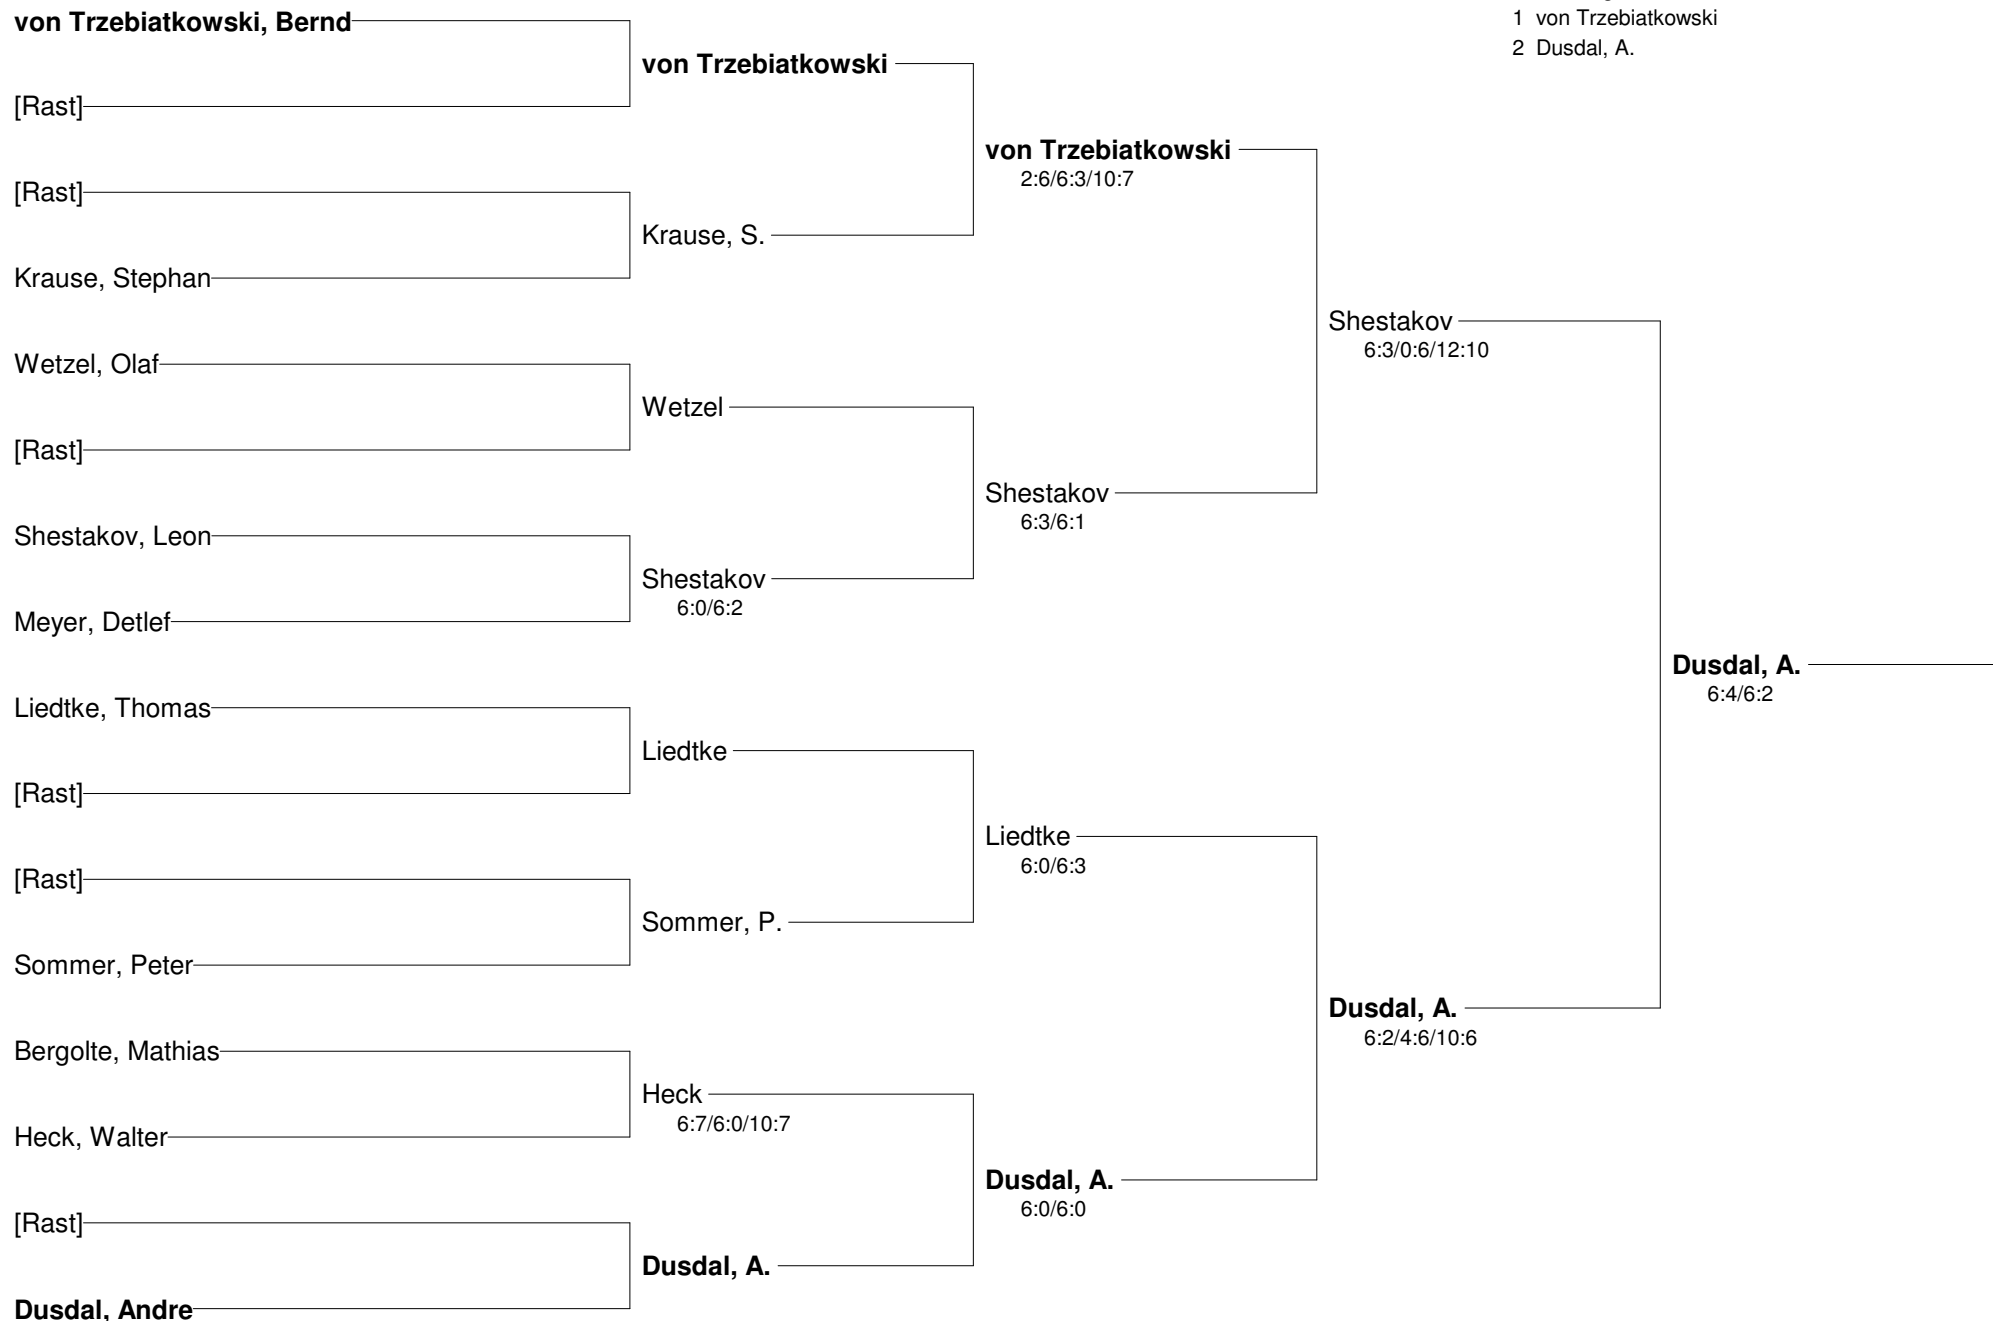 von Trzebiatkowski, Bernd
[Rast]
[Rast]
Krause, Stephan
Wetzel, Olaf
[Rast]
Shestakov, Leon
Meyer, Detlef
Liedtke, Thomas
[Rast]
[Rast]
Sommer, Peter
Bergolte, Mathias
Heck, Walter
[Rast]
Dusdal, Andre
von Trzebiatkowski
Krause, S.
Wetzel
Shestakov
6:0/6:2
Liedtke
Sommer, P.
Heck
6:7/6:0/10:7
Dusdal, A.
von Trzebiatkowski
2:6/6:3/10:7
Shestakov
6:3/6:1
Liedtke
6:0/6:3
Dusdal, A.
6:0/6:0
Shestakov
6:3/0:6/12:10
Dusdal, A.
6:2/4:6/10:6
Dusdal, A.
6:4/6:2
1 von Trzebiatkowski
2 Dusdal, A.